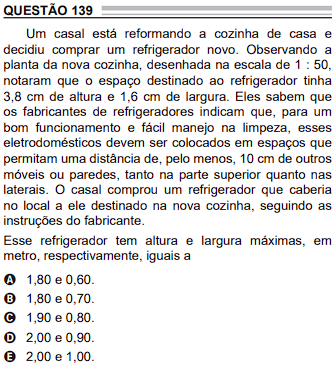 QUESTÃO 139
Um casal está reformando a cozinha de casa e
decidiu comprar um refrigerador novo. Observando a
planta da nova cozinha, desenhada na escala de 1 : 50,
notaram que o espaço destinado ao refrigerador tinha
3,8 cm de altura e 1,6 cm de largura. Eles sabem que
os fabricantes de refrigeradores indicam que, para um
bom funcionamento e fácil manejo na limpeza, esses
eletrodomésticos devem ser colocados em espaços que
permitam uma distância de, pelo menos, 10 cm de outros
móveis ou paredes, tanto na parte superior quanto nas
laterais. O casal comprou um refrigerador que caberia
no local a ele destinado na nova cozinha, seguindo as
instruções do fabricante.
Esse refrigerador tem altura e largura máximas, em
metro, respectivamente, iguais a
A 1,80 e 0,60.
B 1,80 e 0,70.
C 1,90 e 0,80.
D 2,00 e 0,90.
E 2,00 e 1,00.